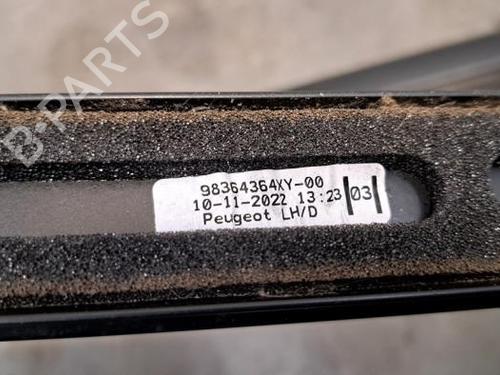 B-PARTS
98364364XY-00
10-11-2022 13:23
03
Peugeot LH/D